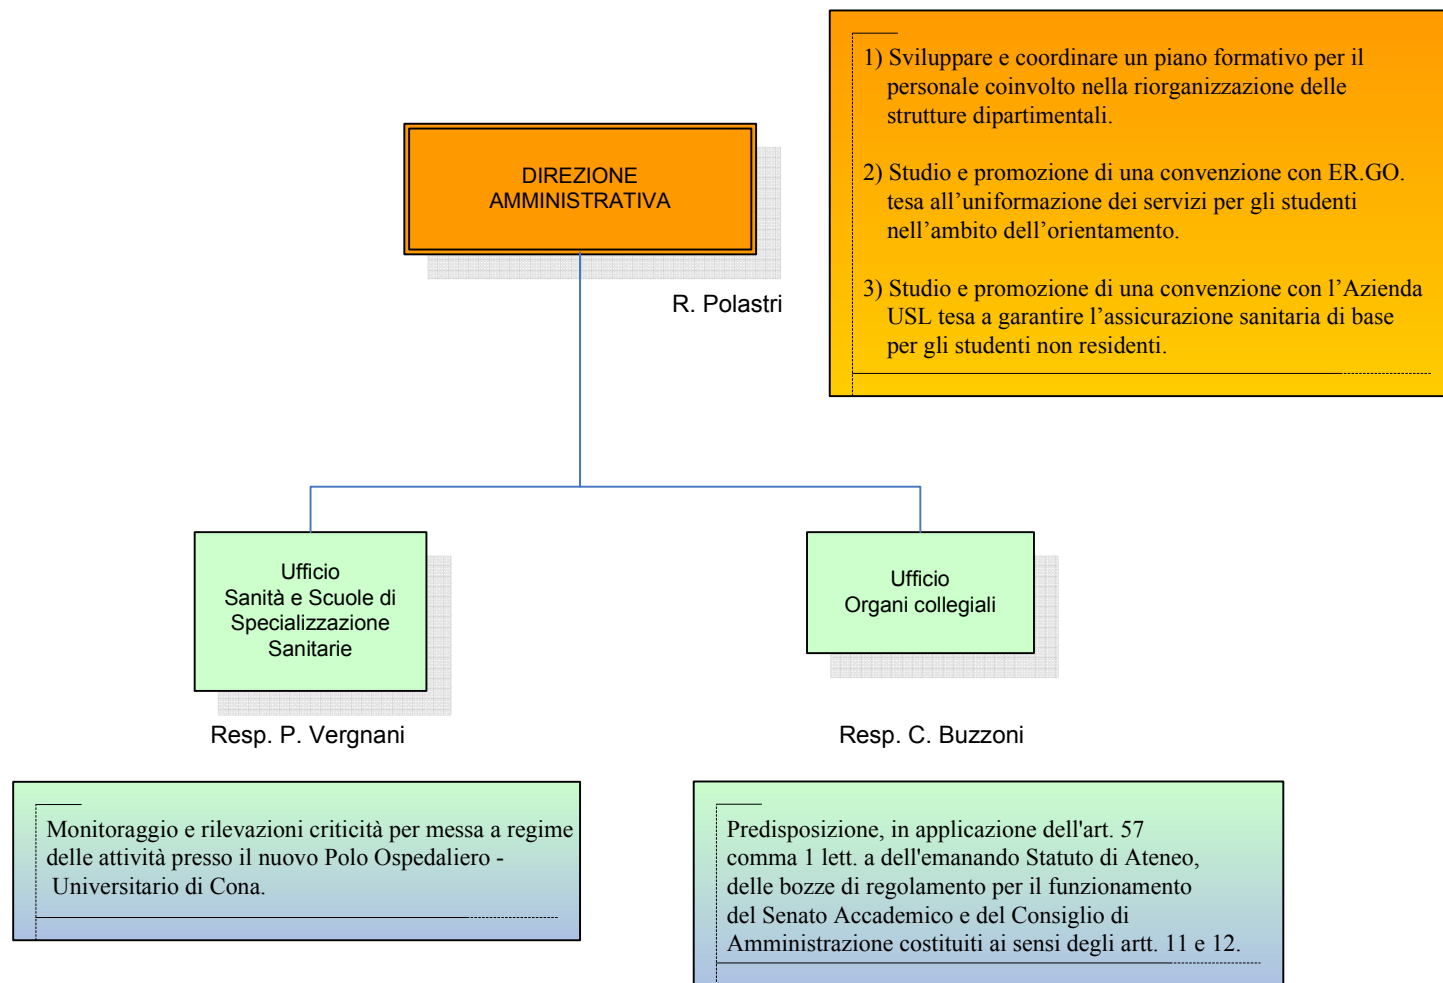 1) Sviluppare e coordinare un piano formativo per il
personale coinvolto nella riorganizzazione delle
strutture dipartimentali.
2) Studio e promozione di una convenzione con ER.GO.
tesa all’uniformazione dei servizi per gli studenti
nell’ambito dell’orientamento.
3) Studio e promozione di una convenzione con l’Azienda
USL tesa a garantire l’assicurazione sanitaria di base
per gli studenti non residenti.
DIREZIONE
AMMINISTRATIVA
R. Polastri
Ufficio
Sanità e Scuole di
Specializzazione
Sanitarie
Resp. P. Vergnani
Ufficio
Organi collegiali
Resp. C. Buzzoni
Monitoraggio e rilevazioni criticità per messa a regime
delle attività presso il nuovo Polo Ospedaliero -
Universitario di Cona.
Predisposizione, in applicazione dell'art. 57
comma 1 lett. a dell'emanando Statuto di Ateneo,
delle bozze di regolamento per il funzionamento
del Senato Accademico e del Consiglio di
Amministrazione costituiti ai sensi degli artt. 11 e 12.